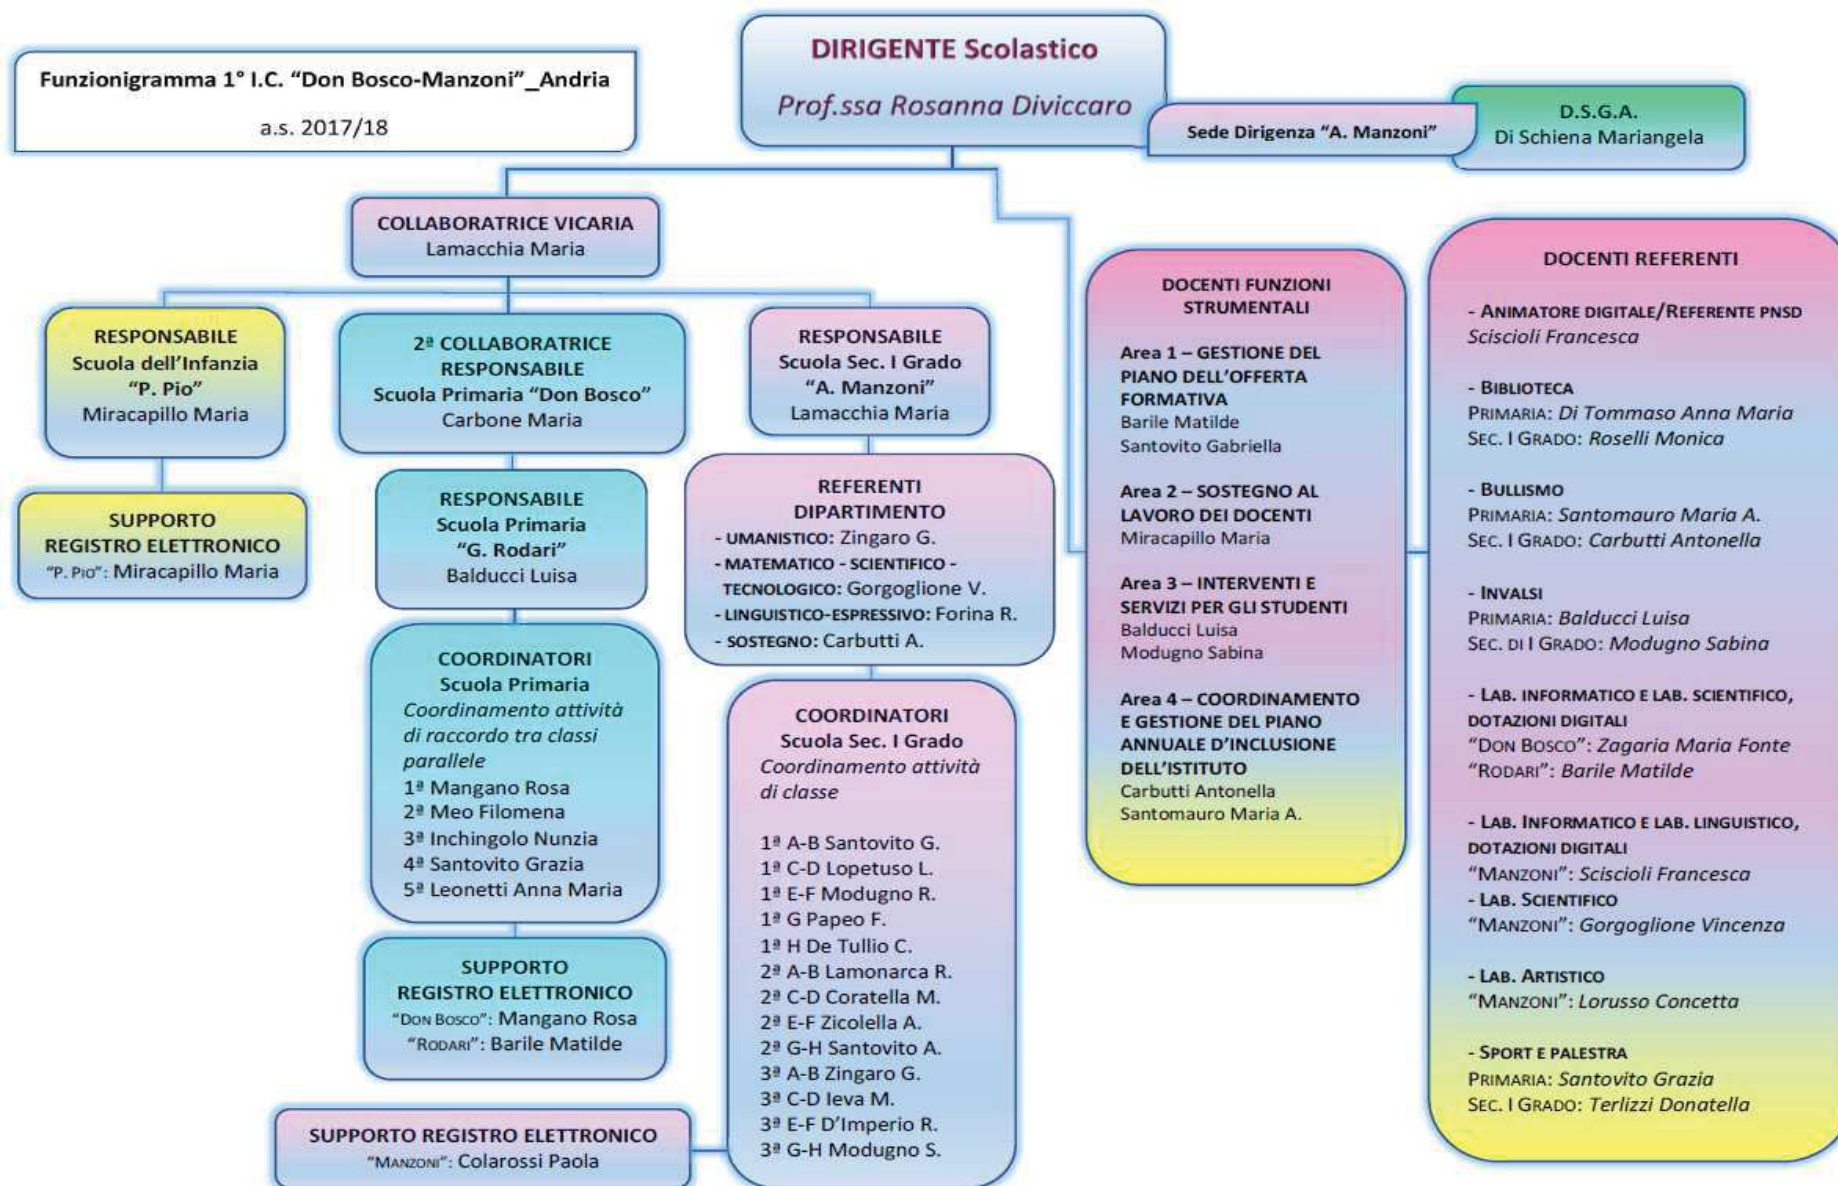 Funzionigramma 1° I.C. “Don Bosco-Manzoni”_Andria
a.s. 2017/18
DIRIGENTE Scolastico
Prof.ssa Rosanna Diviccaro
Sede Dirigenza “A. Manzoni”
D.S.G.A.
Di Schiena Mariangela
COLLABORATRICE VICARIA
Lamacchia Maria
RESPONSABILE
Scuola dell’Infanzia
“P. Pio”
Miracapillo Maria
SUPPORTO
REGISTRO ELETTRONICO
“P. PIO”: Miracapillo Maria
2ª COLLABORATRICE
RESPONSABILE
Scuola Primaria “Don Bosco”
Carbone Maria
RESPONSABILE
Scuola Primaria
“G. Rodari”
Balducci Luisa
COORDINATORI
Scuola Primaria
Coordinamento attività
di raccordo tra classi
parallele
1ª Mangano Rosa
2ª Meo Filomena
3ª Inchingolo Nunzia
4ª Santovito Grazia
5ª Leonetti Anna Maria
SUPPORTO
REGISTRO ELETTRONICO
“DON BOSCO”: Mangano Rosa
“RODARI”: Barile Matilde
RESPONSABILE
Scuola Sec. I Grado
“A. Manzoni”
Lamacchia Maria
REFERENTI
DIPARTIMENTO
- UMANISTICO: Zingaro G.
- MATEMATICO - SCIENTIFICO -
TECNOLOGICO: Gorgoglione V.
- LINGUISTICO-ESPRESSIVO: Forina R.
- SOSTEGNO: Carbutti A.
COORDINATORI
Scuola Sec. I Grado
Coordinamento attività
di classe
1ª A-B Santovito G.
1ª C-D Lopetuso L.
1ª E-F Modugno R.
1ª G Papeo F.
1ª H De Tullio C.
2ª A-B Lamonarca R.
2ª C-D Coratella M.
2ª E-F Zicolella A.
2ª G-H Santovito A.
3ª A-B Zingaro G.
3ª C-D Ieva M.
3ª E-F D’Imperio R.
3ª G-H Modugno S.
SUPPORTO REGISTRO ELETTRONICO
“MANZONI”: Colarossi Paola
DOCENTI FUNZIONI
STRUMENTALI
Area 1 – GESTIONE DEL
PIANO DELL’OFFERTA
FORMATIVA
Barile Matilde
Santovito Gabriella
Area 2 – SOSTEGNO AL
LAVORO DEI DOCENTI
Miracapillo Maria
Area 3 – INTERVENTI E
SERVIZI PER GLI STUDENTI
Balducci Luisa
Modugno Sabina
Area 4 – COORDINAMENTO
E GESTIONE DEL PIANO
ANNUALE D’INCLUSIONE
DELL’ISTITUTO
Carbutti Antonella
Santomauro Maria A.
DOCENTI REFERENTI
- ANIMATORE DIGITALE/REFERENTE PNSD
Sciscioli Francesca
- BIBLIOTECA
PRIMARIA: Di Tommaso Anna Maria
SEC. I GRADO: Roselli Monica
- BULLISMO
PRIMARIA: Santomauro Maria A.
SEC. I GRADO: Carbutti Antonella
- INVALSI
PRIMARIA: Balducci Luisa
SEC. DI I GRADO: Modugno Sabina
- LAB. INFORMATICO E LAB. SCIENTIFICO,
DOTAZIONI DIGITALI
“DON BOSCO”: Zagaria Maria Fonte
“RODARI”: Barile Matilde
- LAB. INFORMATICO E LAB. LINGUISTICO,
DOTAZIONI DIGITALI
“MANZONI”: Sciscioli Francesca
- LAB. SCIENTIFICO
“MANZONI”: Gorgoglione Vincenza
- LAB. ARTISTICO
“MANZONI”: Lorusso Concetta
- SPORT E PALESTRA
PRIMARIA: Santovito Grazia
SEC. I GRADO: Terlizzi Donatella